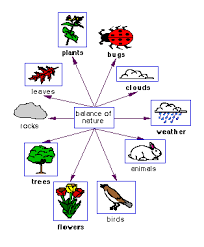 plants
bugs
leaves
clouds
rocks
balance of
nature
weather
trees
animals
flowers
birds